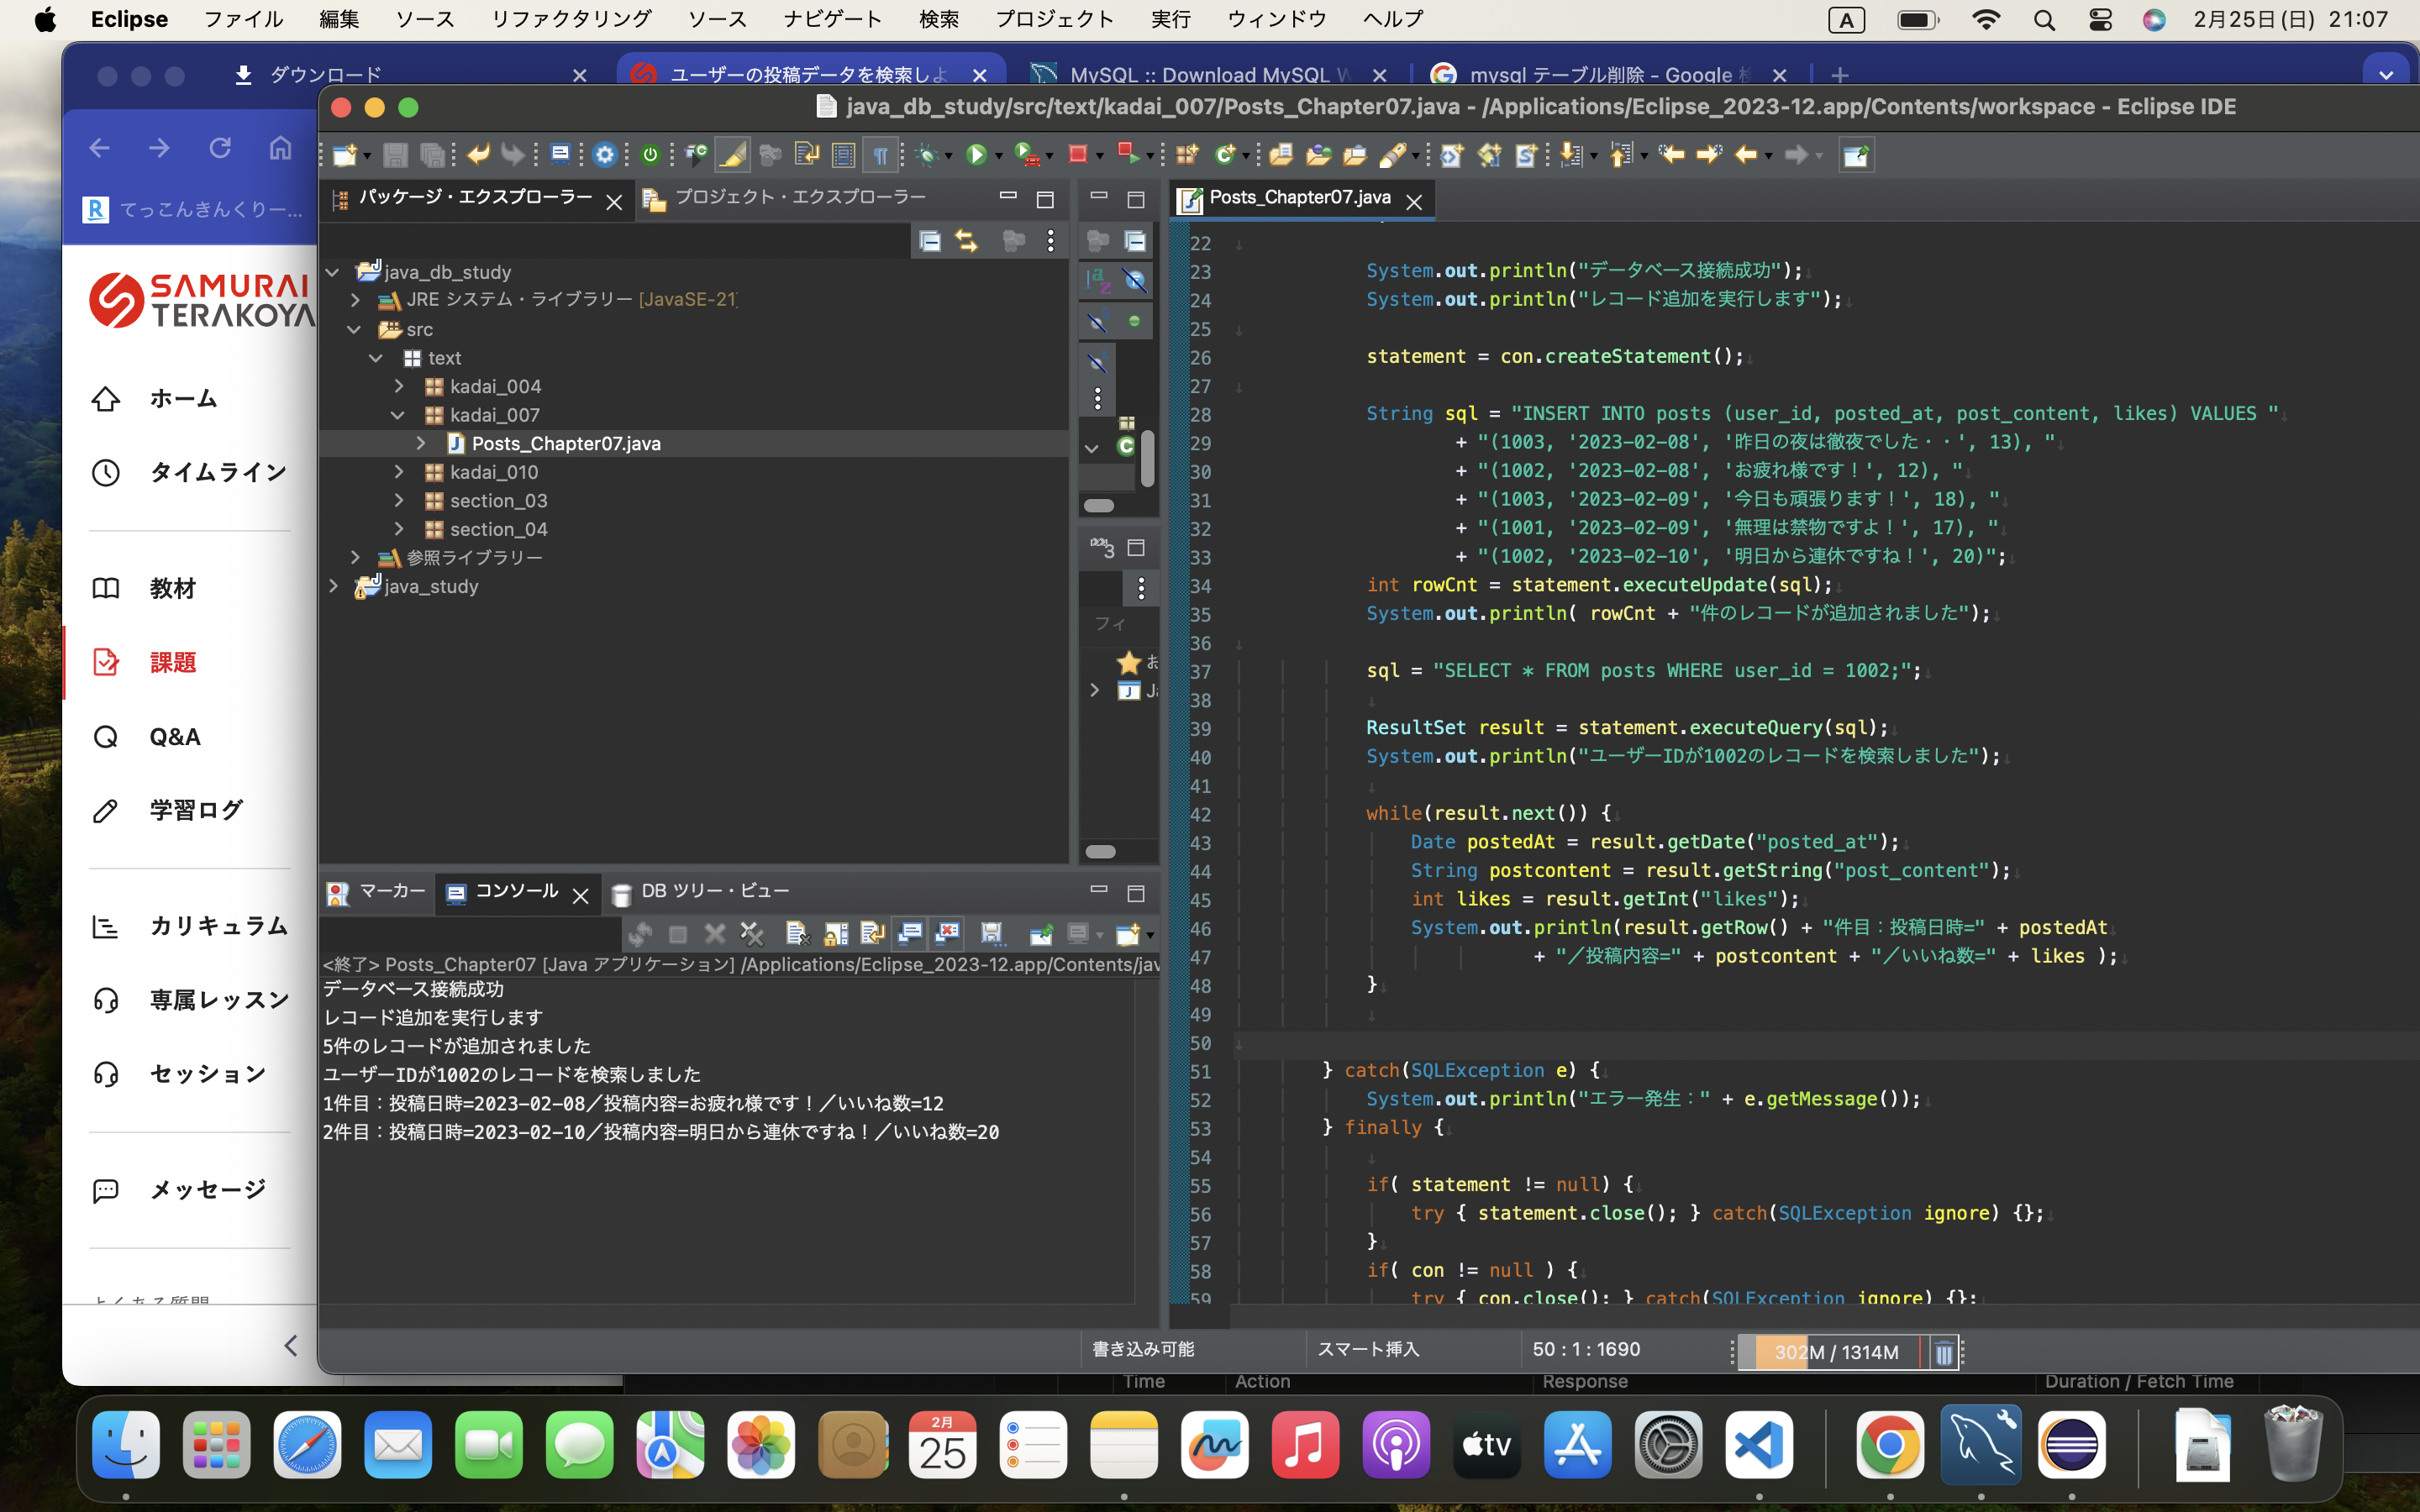 Eclipse ファイル 編集 ソース リファクタリング ソース ナビゲート 検索 プロジェクト 実行 ウィンドウ ヘルプ A 2月25日(日) 21:07
ダウンロード ユーザーの投稿データを検索しよ MySQL :: Download MySQL W mysql テーブル削除 - Google 検
java_db_study/src/text/kadai_007/Posts_Chapter07.java - /Applications/Eclipse_2023-12.app/Contents/workspace - Eclipse IDE
R てっこんきんくりー...
SAMURAI
TERAKOYA
ホーム
タイムライン
教材
課題
Q&A
学習ログ
カリキュラム
専属レッスン
セッション
メッセージ
よくある質問
パッケージ・エクスプローラー プロジェクト・エクスプローラー
java_db_study
JRE システム・ライブラリー [JavaSE-21]
src
text
kadai_004
kadai_007
Posts_Chapter07.java
kadai_010
section_03
section_04
参照ライブラリー
java_study
3
フィ
お
Ja
マーカー コンソール DB ツリー・ビュー
<終了> Posts_Chapter07 [Java アプリケーション] /Applications/Eclipse_2023-12.app/Contents/jav
データベース接続成功
レコード追加を実行します
5件のレコードが追加されました
ユーザーIDが1002のレコードを検索しました
1件目：投稿日時=2023-02-08／投稿内容=お疲れ様です！／いいね数=12
2件目：投稿日時=2023-02-10／投稿内容=明日から連休ですね！／いいね数=20
Posts_Chapter07.java
22
23 System.out.println("データベース接続成功");
24 System.out.println("レコード追加を実行します");
25
26 statement = con.createStatement();
27
28 String sql = "INSERT INTO posts (user_id, posted_at, post_content, likes) VALUES "
29 + "(1003, '2023-02-08', '昨日の夜は徹夜でした・・', 13), "
30 + "(1002, '2023-02-08', 'お疲れ様です！', 12), "
31 + "(1003, '2023-02-09', '今日も頑張ります！', 18), "
32 + "(1001, '2023-02-09', '無理は禁物ですよ！', 17), "
33 + "(1002, '2023-02-10', '明日から連休ですね！', 20)";
34 int rowCnt = statement.executeUpdate(sql);
35 System.out.println( rowCnt + "件のレコードが追加されました");
36
37 sql = "SELECT * FROM posts WHERE user_id = 1002;";
38
39 ResultSet result = statement.executeQuery(sql);
40 System.out.println("ユーザーIDが1002のレコードを検索しました");
41
42 while(result.next()) {
43 Date postedAt = result.getDate("posted_at");
44 String postcontent = result.getString("post_content");
45 int likes = result.getInt("likes");
46 System.out.println(result.getRow() + "件目：投稿日時=" + postedAt
47 + "／投稿内容=" + postcontent + "／いいね数=" + likes );
48 }
49
50
51 } catch(SQLException e) {
52 System.out.println("エラー発生：" + e.getMessage());
53 } finally {
54
55 if( statement != null) {
56 try { statement.close(); } catch(SQLException ignore) {};
57 }
58 if( con != null ) {
59 try { con.close(); } catch(SQLException ignore) {};
書き込み可能 スマート挿入 50 : 1 : 1690 302M / 1314M
Time Action Response Duration / Fetch Time
2月
25
tv